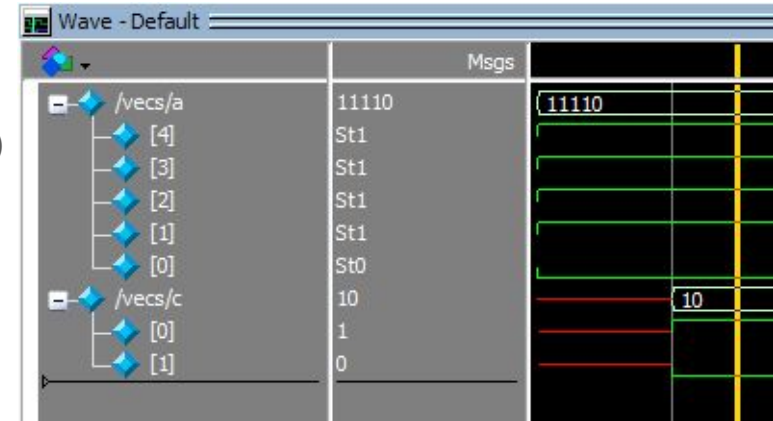 Wave - Default
Msgs
/vecs/a 11110 11110
[4] St1
[3] St1
[2] St1
[1] St1
[0] St0
/vecs/c 10 10
[0] 1
[1] 0